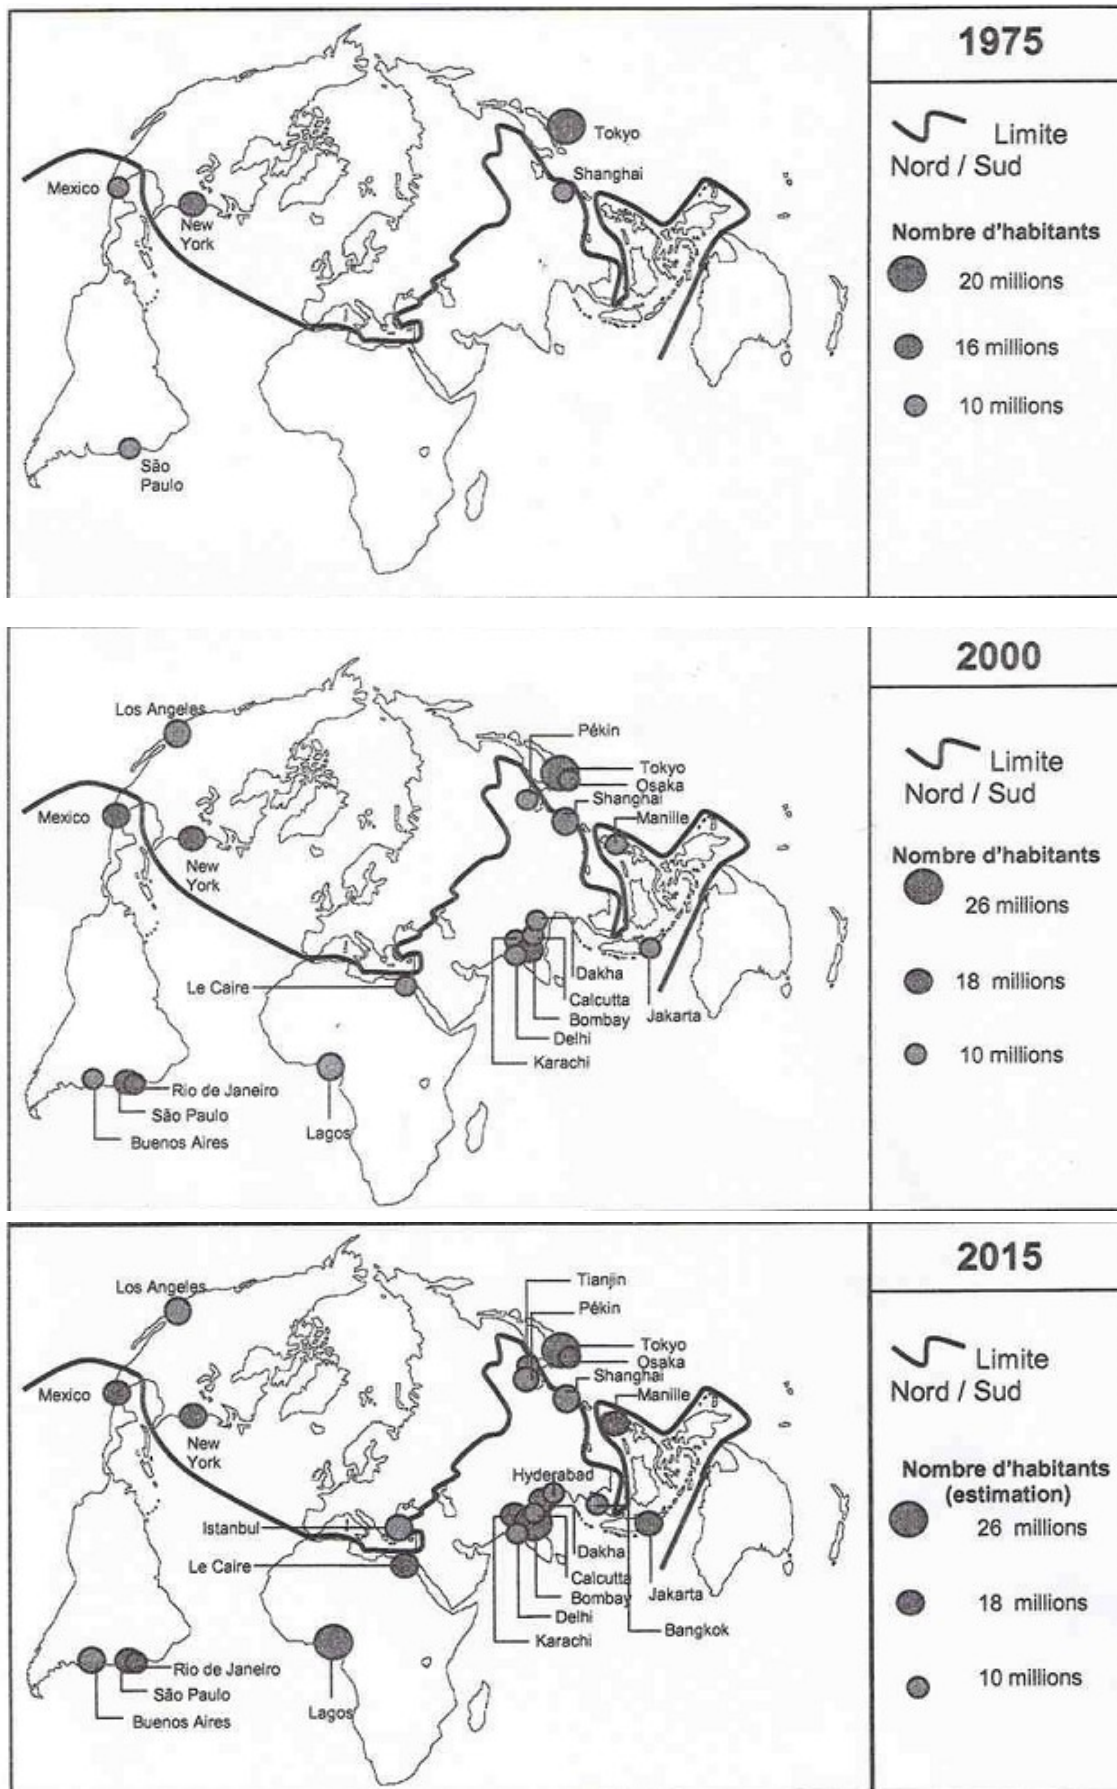 1975
Limite
Nord / Sud
Nombre d'habitants
20 millions
16 millions
10 millions
Tokyo
Shanghai
Mexico
New
York
São
Paulo
2000
Limite
Nord / Sud
Nombre d'habitants
26 millions
18 millions
10 millions
Los Angeles
Pékin
Tokyo
Osaka
Shanghai
Manille
Mexico
New
York
Le Caire
Dakha
Calcutta
Bombay
Jakarta
Delhi
Karachi
Rio de Janeiro
São Paulo
Buenos Aires
Lagos
2015
Limite
Nord / Sud
Nombre d'habitants
(estimation)
26 millions
18 millions
10 millions
Los Angeles
Tianjin
Pékin
Tokyo
Osaka
Shanghai
Manille
Mexico
New
York
Hyderabad
Istanbul
Le Caire
Dakha
Calcutta
Bombay
Jakarta
Delhi
Bangkok
Karachi
Rio de Janeiro
São Paulo
Buenos Aires
Lagos